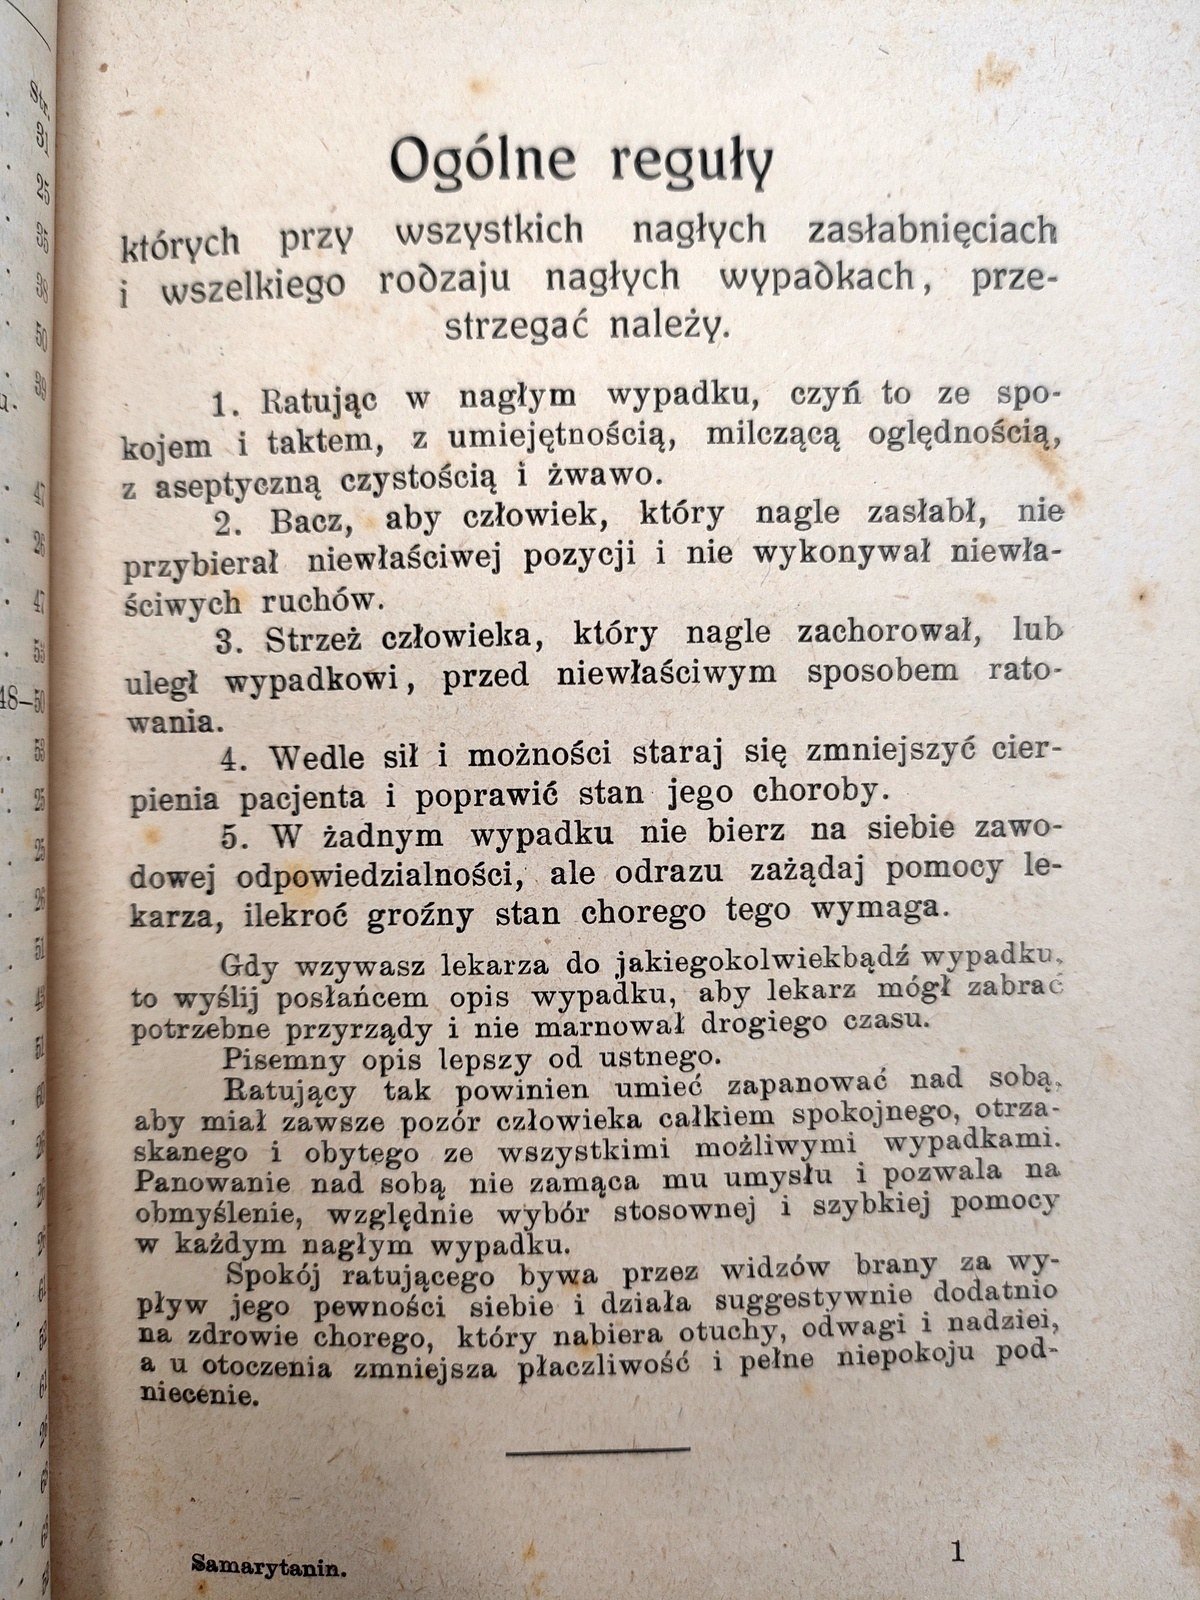 Ogólne reguły
których przy wszystkich nagłych zasłabnięciach
i wszelkiego rodzaju nagłych wypadkach, prze-
strzegać należy.
1. Ratując w nagłym wypadku, czyń to ze spo-
kojem i taktem, z umiejętnością, milczącą oględnością,
z aseptyczną czystością i żwawo.
2. Bacz, aby człowiek, który nagle zasłabł, nie
przybierał niewłaściwej pozycji i nie wykonywał niewła-
ściwych ruchów.
3. Strzeż człowieka, który nagle zachorował, lub
uległ wypadkowi, przed niewłaściwym sposobem rato-
wania.
4. Wedle sił i możności staraj się zmniejszyć cier-
pienia pacjenta i poprawić stan jego choroby.
5. W żadnym wypadku nie bierz na siebie zawo-
dowej odpowiedzialności, ale odrazu zażądaj pomocy le-
karza, ilekroć groźny stan chorego tego wymaga.
Gdy wzywasz lekarza do jakiegokolwiekbądź wypadku,
to wyślij posłańcem opis wypadku, aby lekarz mógł zabrać
potrzebne przyrządy i nie marnował drogiego czasu.
Pisemny opis lepszy od ustnego.
Ratujący tak powinien umieć zapanować nad sobą,
aby miał zawsze pozór człowieka całkiem spokojnego, otrza-
skanego i obytego ze wszystkimi możliwymi wypadkami.
Panowanie nad sobą nie zamąca mu umysłu i pozwala na
obmyślenie, względnie wybór stosownej i szybkiej pomocy
w każdym nagłym wypadku.
Spokój ratującego bywa przez widzów brany za wy-
pływ jego pewności siebie i działa suggestywnie dodatnio
na zdrowie chorego, który nabiera otuchy, odwagi i nadziei,
a u otoczenia zmniejsza płaczliwość i pełne niepokoju pod-
niecenie.
Samarytanin.
1